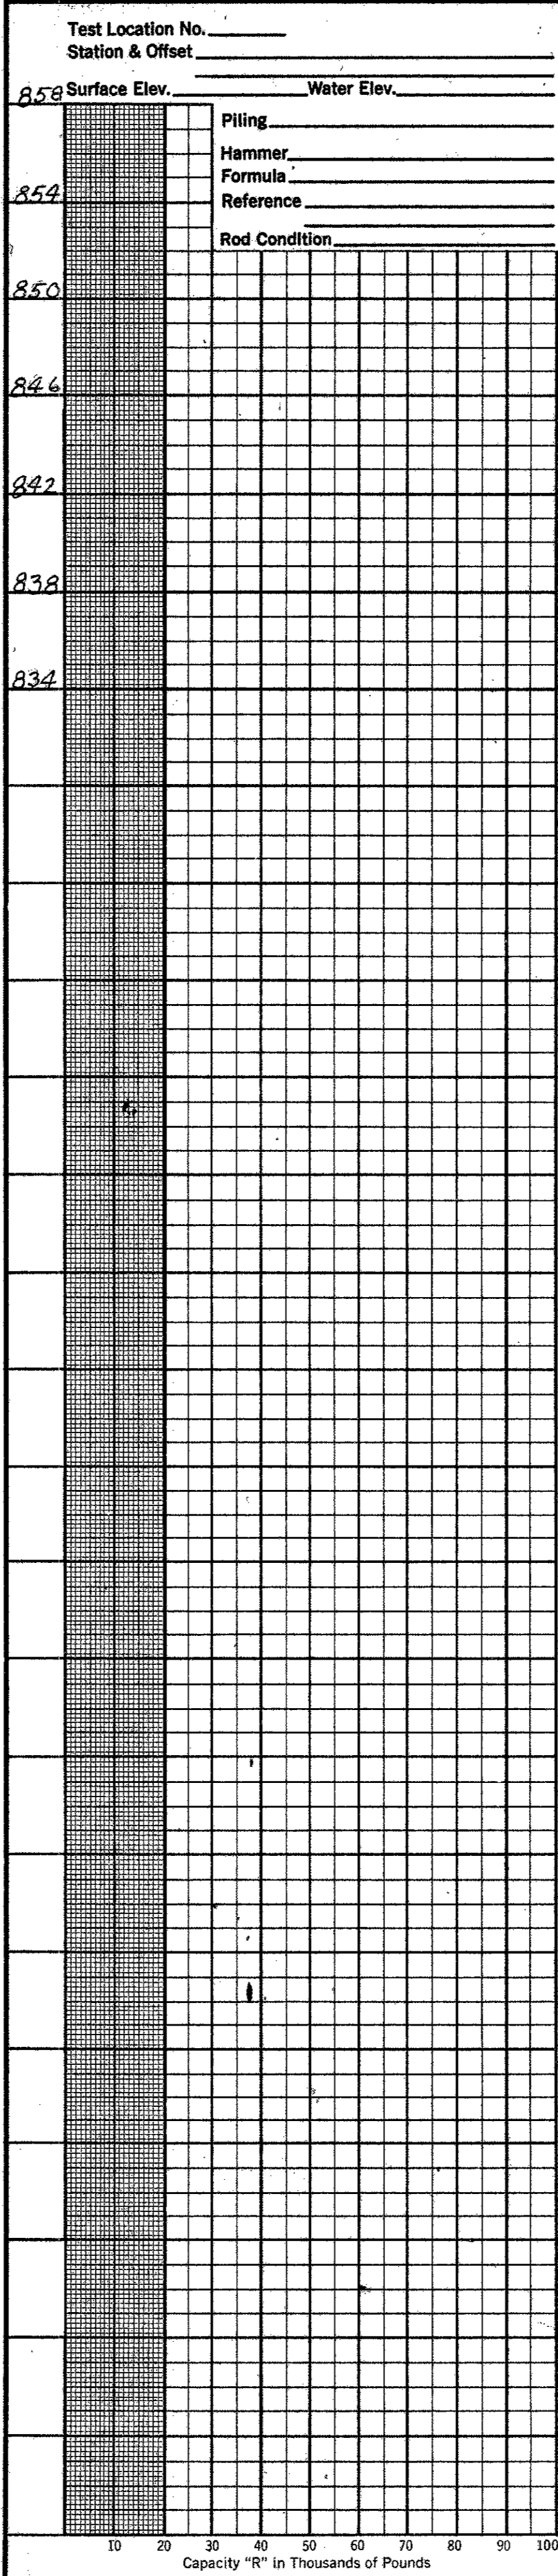 Test Location No.
Station & Offset
Surface Elev. Water Elev.
858
Piling
Hammer
Formula
854
Reference
Rod Condition
850
846
842
838
834
10 20 30 40 50 60 70 80 90 100
Capacity "R" in Thousands of Pounds